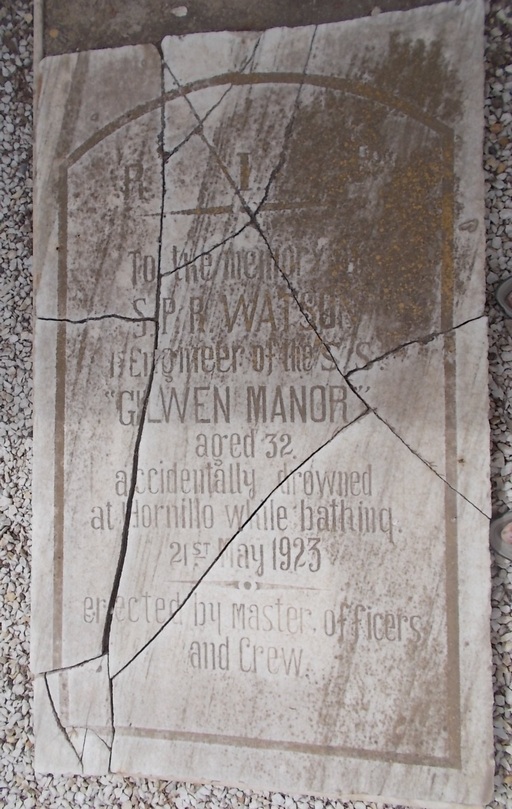 R I
To the memory
S. P. R. WATSON
1st Engineer of the S/S
"GILWEN MANOR"
aged 32.
accidentally drowned
at Hornillo while bathing.
21ST May 1923
erected by Master, officers
and Crew.